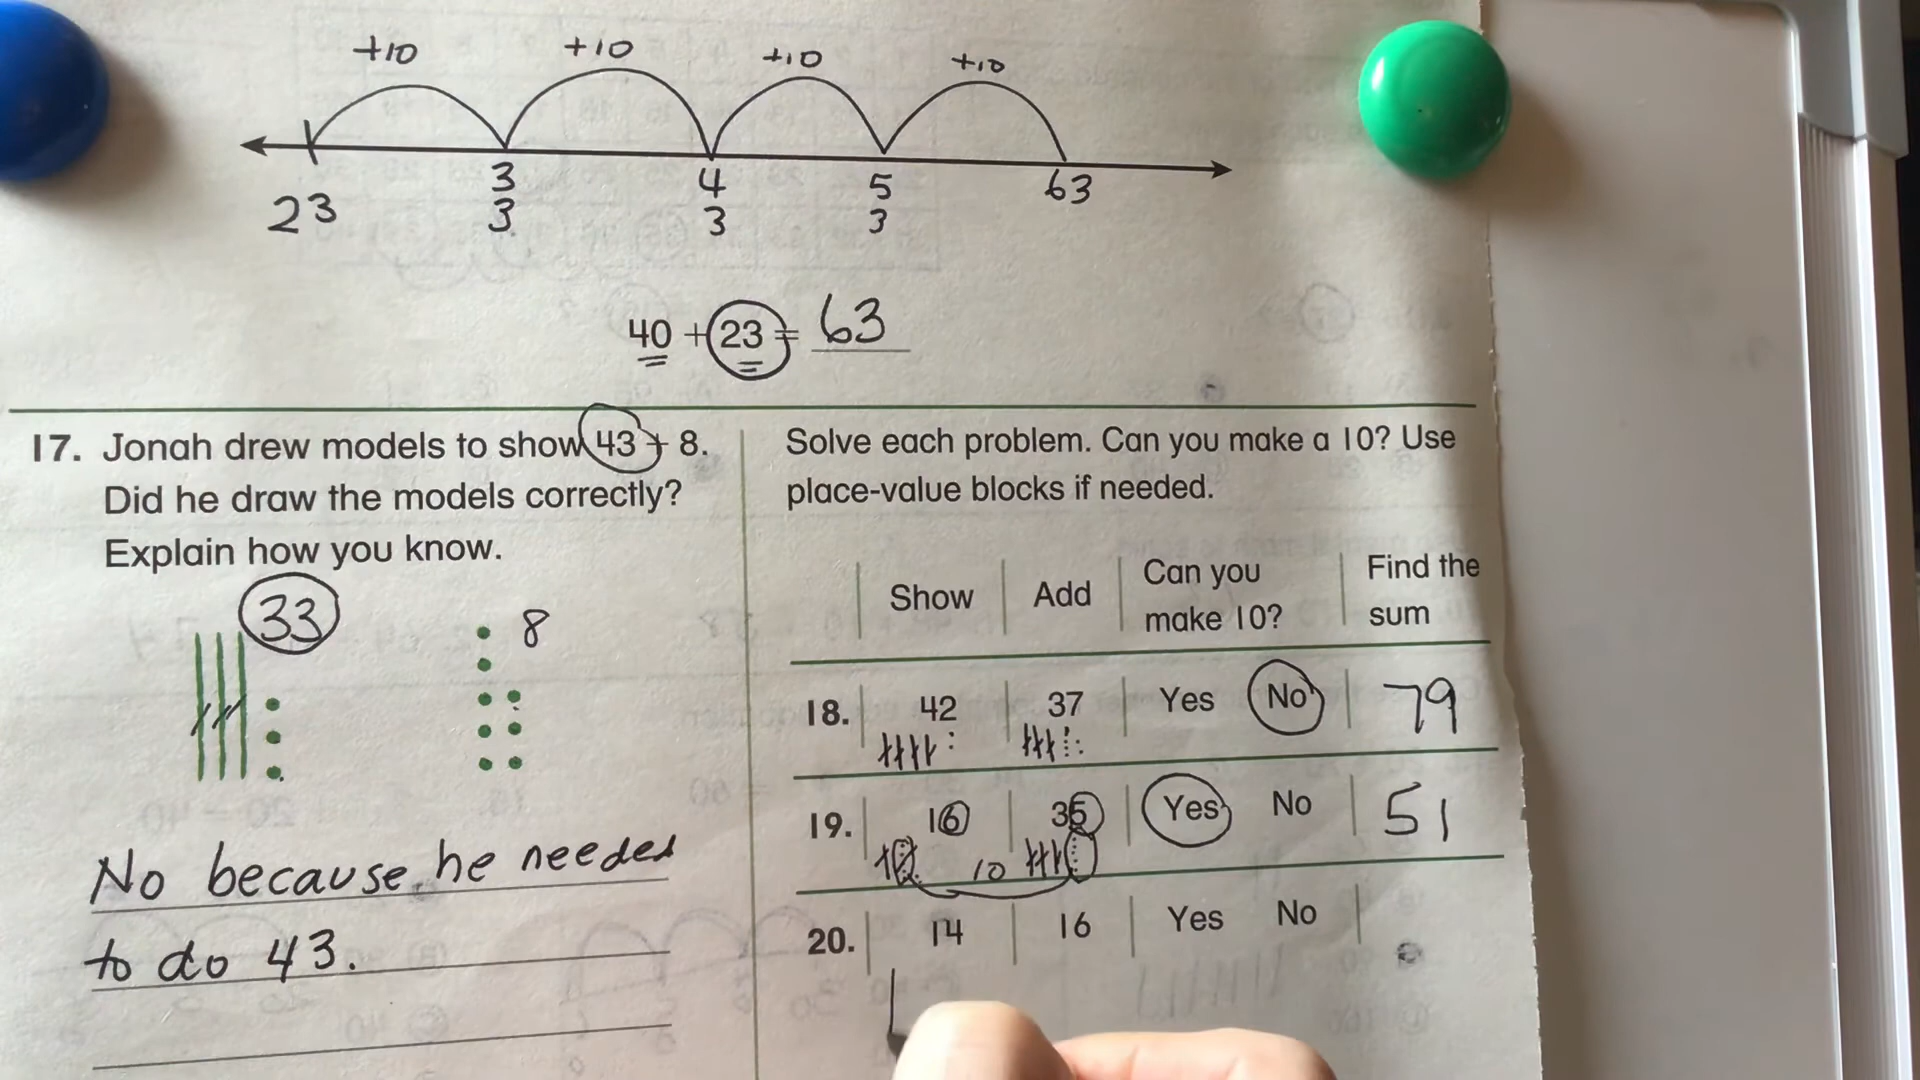 +10 +10 +10 +10
23 3 4 5 63
3 3 3
40 + 23 = 63
17. Jonah drew models to show 43 + 8.
Did he draw the models correctly?
Explain how you know.
33 8
No because he needed
to do 43.
Solve each problem. Can you make a 10? Use
place-value blocks if needed.
Show Add Can you make 10? Find the sum
18. 42 37 Yes No 79
19. 16 35 Yes No 51
10
20. 14 16 Yes No